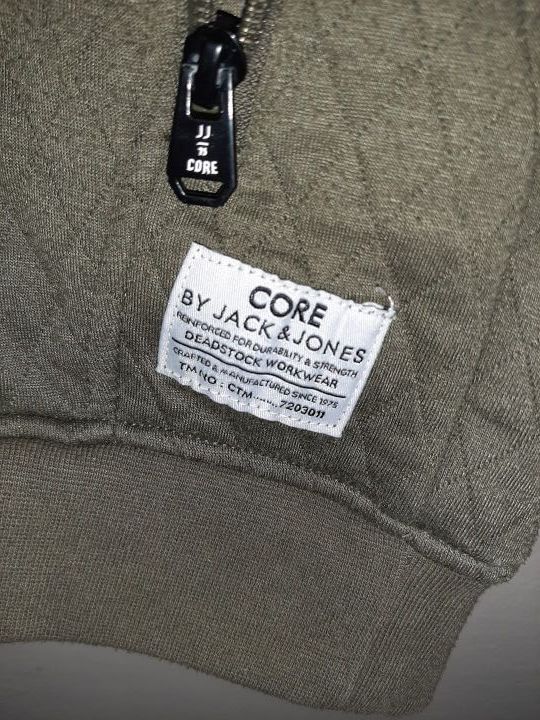 JJ
75
CORE
CORE
BY JACK & JONES
REINFORCED FOR DURABILITY & STRENGTH
DEADSTOCK WORKWEAR
CRAFTED & MANUFACTURED SINCE 1975
TM NO : CTM........7203011